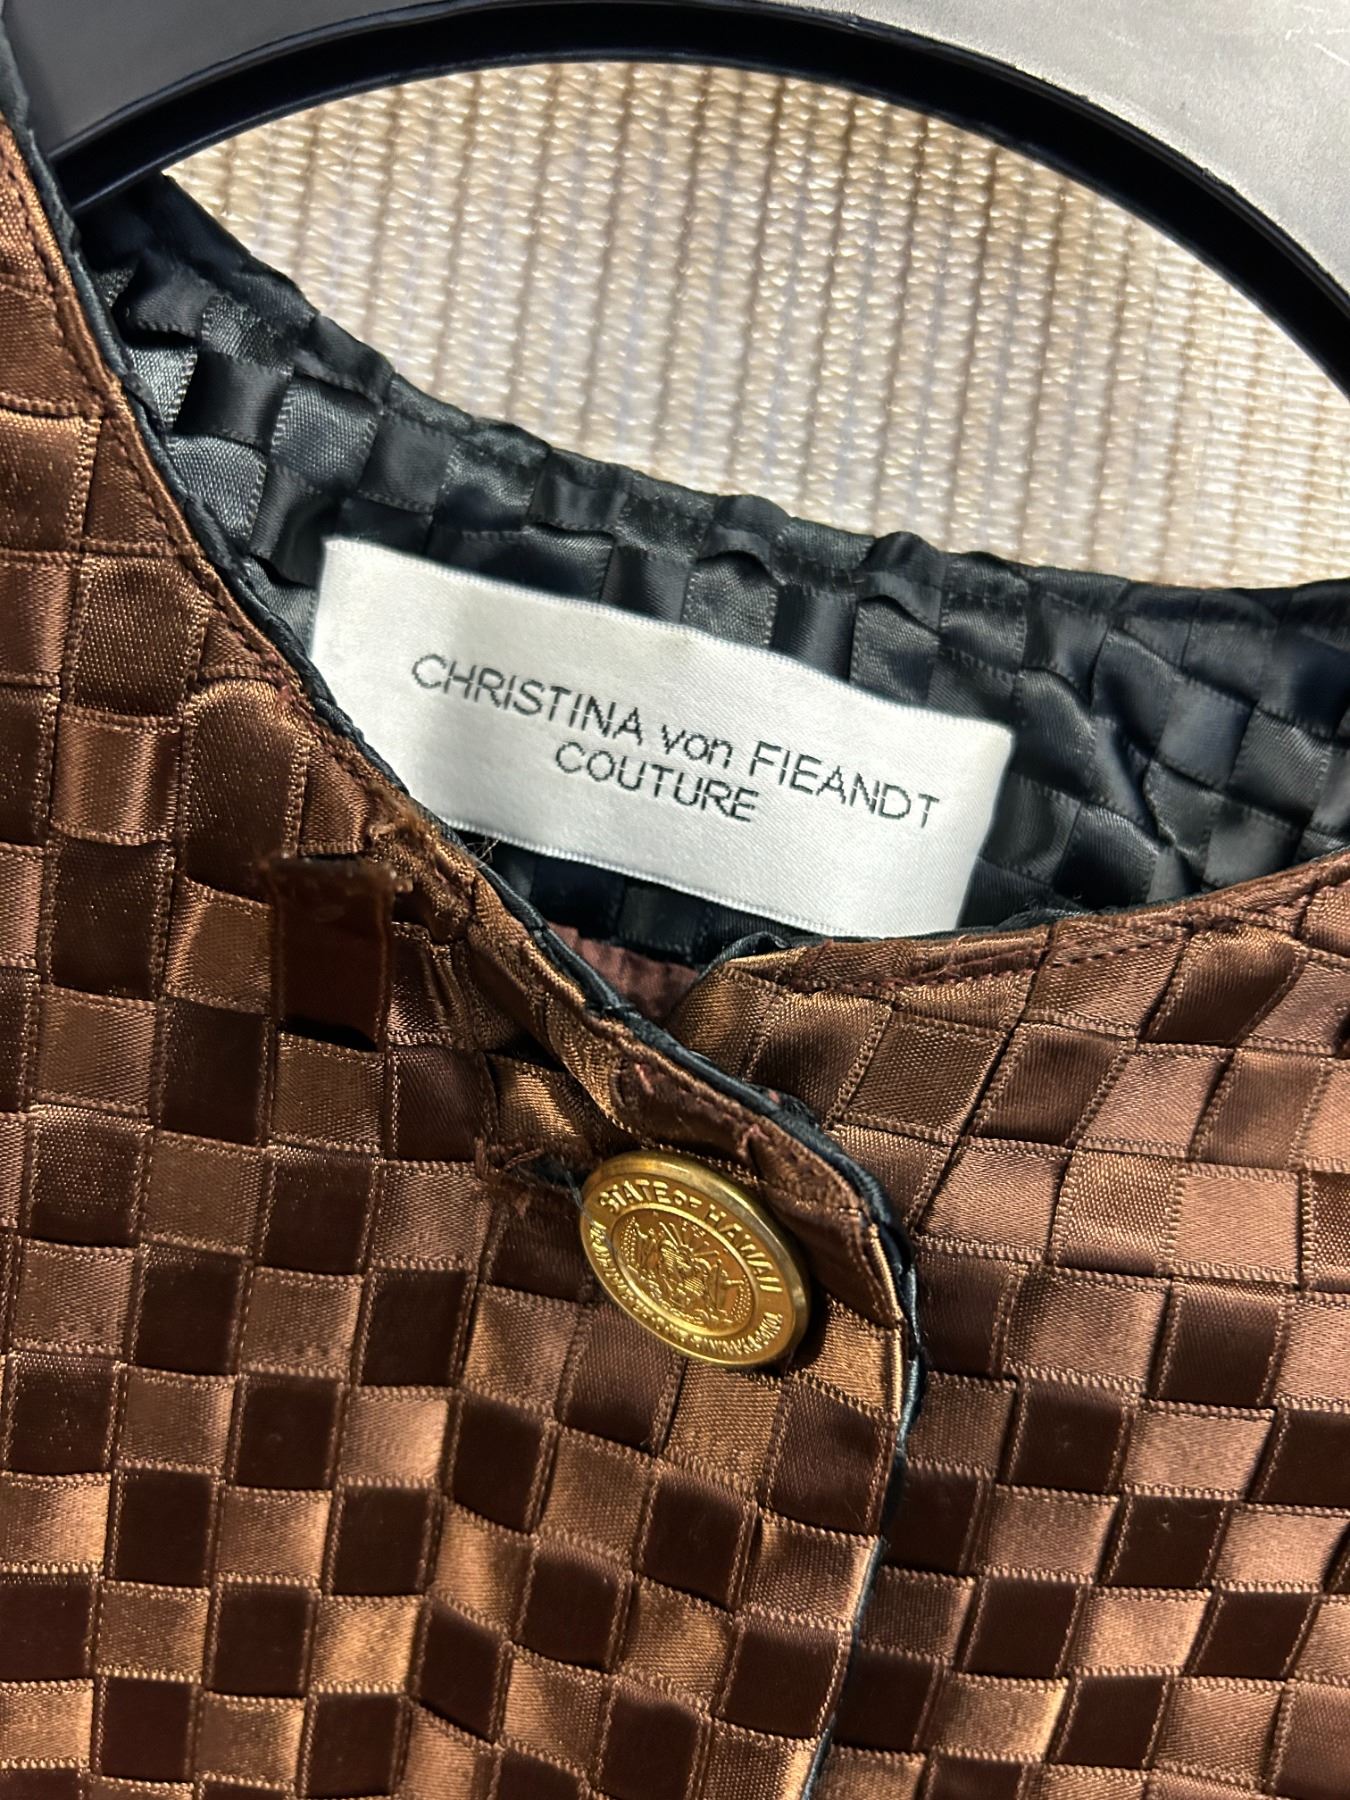 CHRISTINA von FIEANDT
COUTURE
STATE OF HAWAII